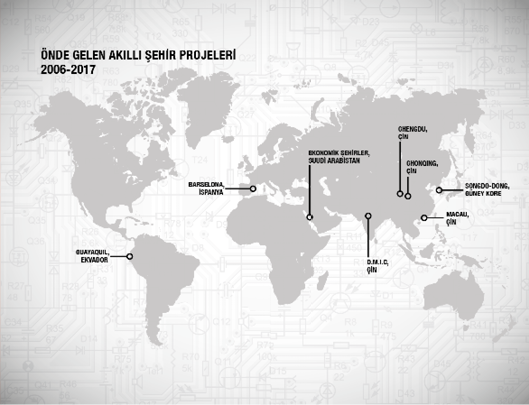 ÖNDE GELEN AKILLI ŞEHİR PROJELERİ
2006-2017
CHENGDU,
ÇİN
EKONOMİK ŞEHİRLER,
SUUDİ ARABİSTAN
CHONQING,
ÇİN
BARSELONA,
İSPANYA
SONGDO-DONG,
GÜNEY KORE
MACAU,
ÇİN
GUAYAQUIL,
EKVADOR
D.M.I.C,
ÇİN